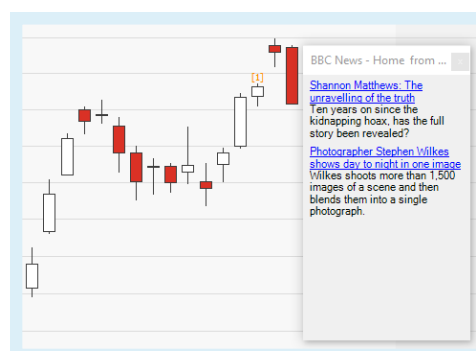 [1]
BBC News - Home from ...
Shannon Matthews: The
unravelling of the truth
Ten years on since the
kidnapping hoax, has the full
story been revealed?
Photographer Stephen Wilkes
shows day to night in one image
Wilkes shoots more than 1,500
images of a scene and then
blends them into a single
photograph.